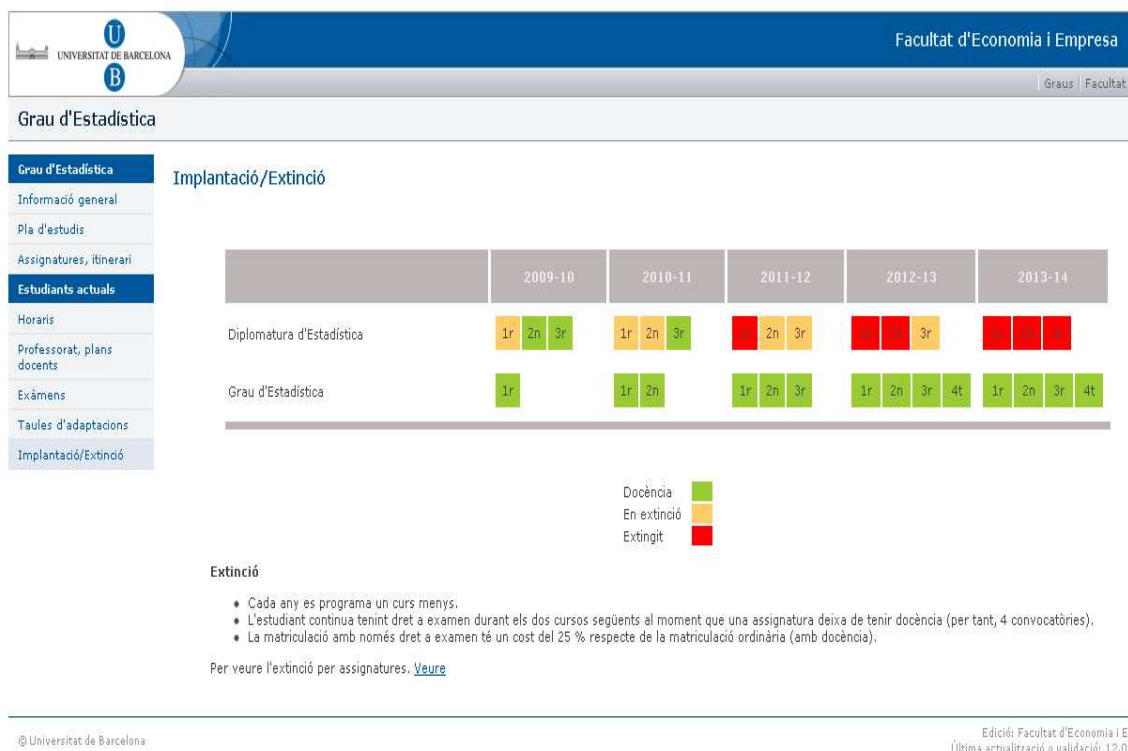 U
UNIVERSITAT DE BARCELONA
B
Facultat d'Economia i Empresa
Graus | Facultat
Grau d'Estadística
Grau d'Estadística
Informació general
Pla d'estudis
Assignatures, itinerari
Estudiants actuals
Horaris
Professorat, plans
docents
Exàmens
Taules d'adaptacions
Implantació/Extinció
Implantació/Extinció
2009-10 2010-11 2011-12 2012-13 2013-14
Diplomatura d'Estadística 1r 2n 3r 1r 2n 3r 2n 3r 3r
Grau d'Estadística 1r 1r 2n 1r 2n 3r 1r 2n 3r 4t 1r 2n 3r 4t
Docència
En extinció
Extingit
Extinció
• Cada any es programa un curs menys.
• L'estudiant continua tenint dret a examen durant els dos cursos següents al moment que una assignatura deixa de tenir docència (per tant, 4 convocatòries).
• La matriculació amb només dret a examen té un cost del 25 % respecte de la matriculació ordinària (amb docència).
Per veure l'extinció per assignatures. Veure
© Universitat de Barcelona
Edició: Facultat d'Economia i E
Última actualització o validació: 12-0